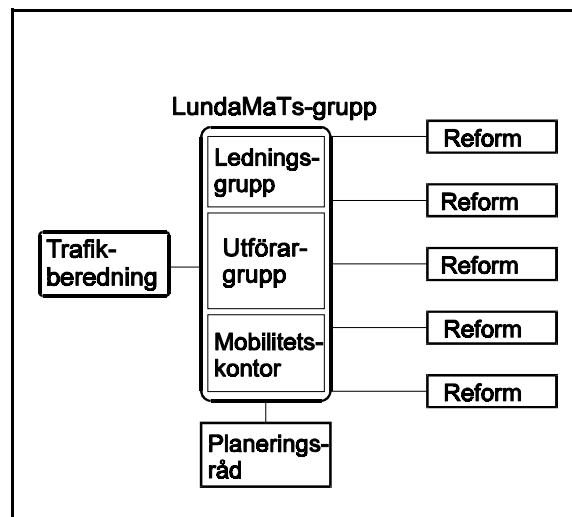 LundaMaTs-grupp
Lednings-
grupp
Utförar-
grupp
Mobilitets-
kontor
Trafik-
beredning
Planerings-
råd
Reform
Reform
Reform
Reform
Reform